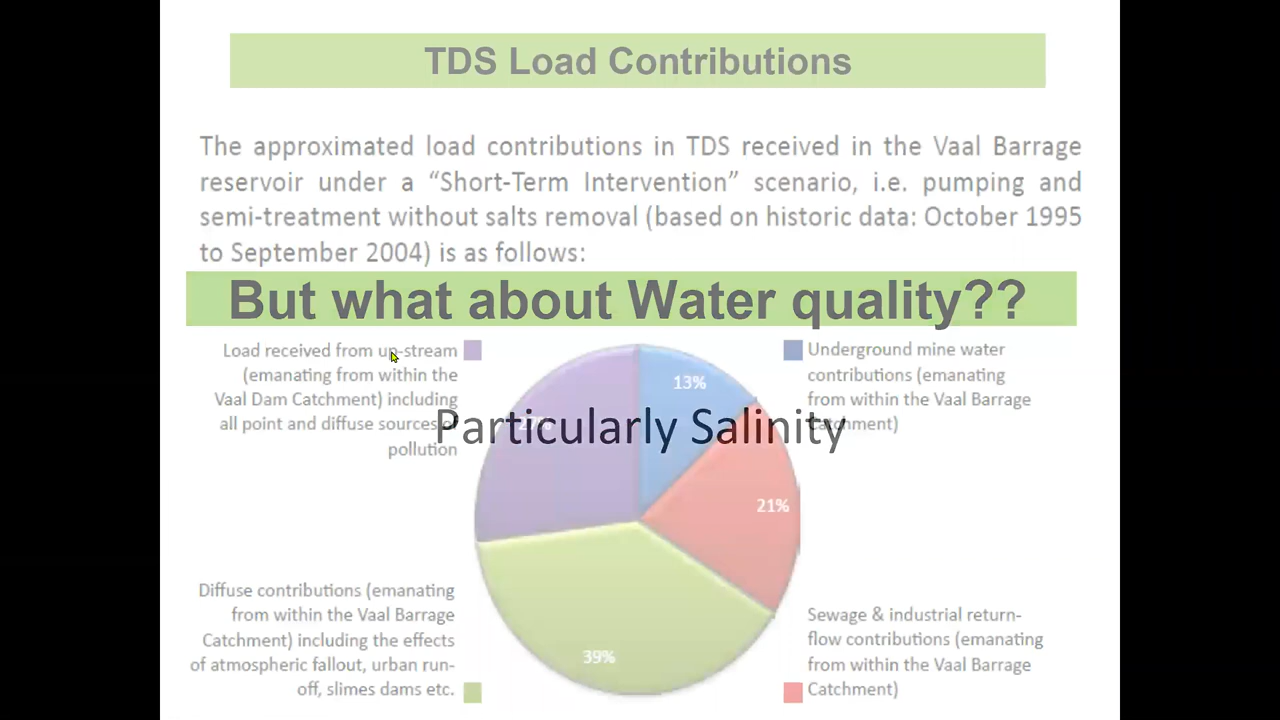 TDS Load Contributions
The approximated load contributions in TDS received in the Vaal Barrage
reservoir under a “Short-Term Intervention” scenario, i.e. pumping and
semi-treatment without salts removal (based on historic data: October 1995
to September 2004) is as follows:
But what about Water quality??
Load received from up-stream
(emanating from within the
Vaal Dam Catchment) including
all point and diffuse sources of
pollution
Underground mine water
contributions (emanating
from within the Vaal Barrage
Catchment)
13%
27%
Particularly Salinity
21%
39%
Diffuse contributions (emanating
from within the Vaal Barrage
Catchment) including the effects
of atmospheric fallout, urban run-
off, slimes dams etc.
Sewage & industrial return-
flow contributions (emanating
from within the Vaal Barrage
Catchment)